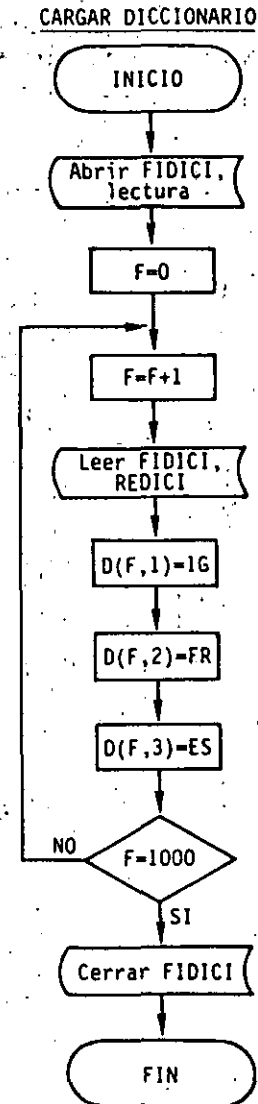 CARGAR DICCIONARIO
INICIO
Abrir FIDICI,
lectura
F=0
F=F+1
Leer FIDICI,
REDICI
D(F,1)=IG
D(F,2)=FR
D(F,3)=ES
F=1000
NO
SI
Cerrar FIDICI
FIN